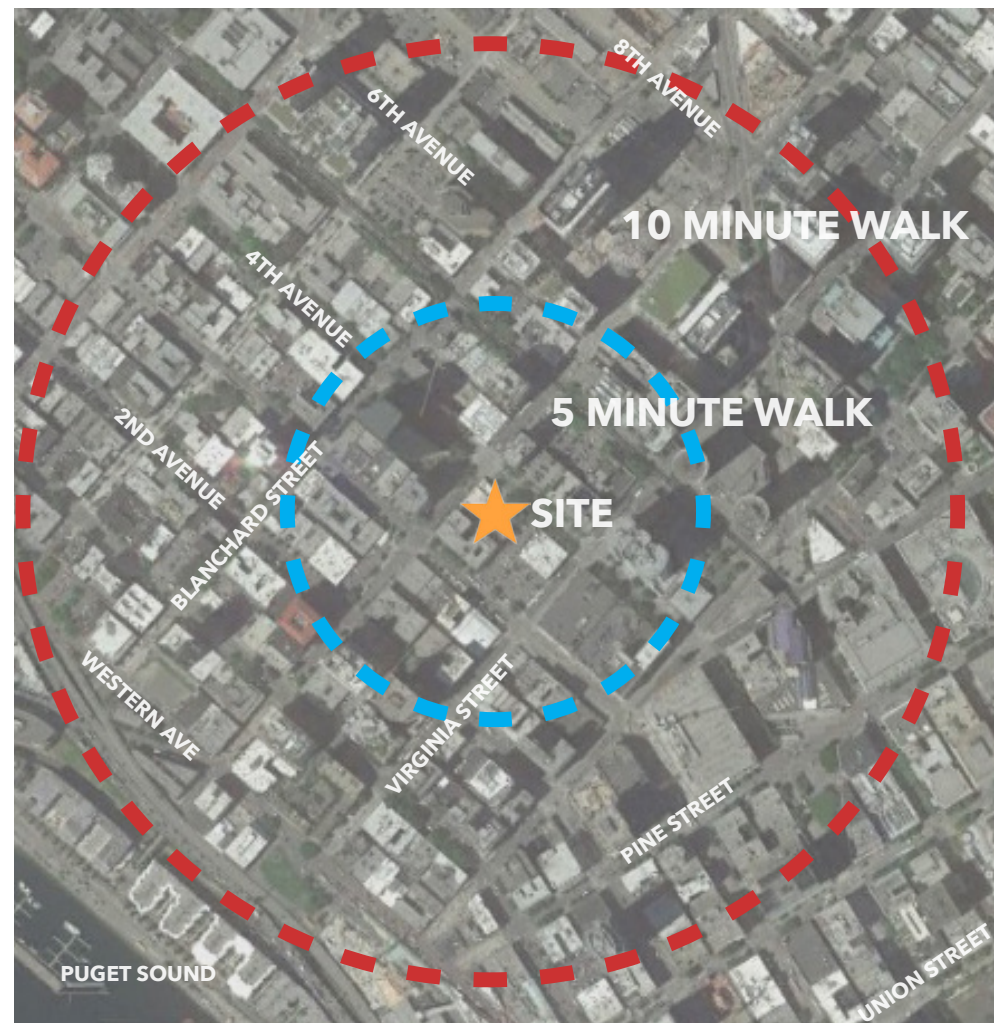 8TH AVENUE
6TH AVENUE
10 MINUTE WALK
4TH AVENUE
5 MINUTE WALK
2ND AVENUE
BLANCHARD STREET
SITE
WESTERN AVE
VIRGINIA STREET
PINE STREET
PUGET SOUND
UNION STREET